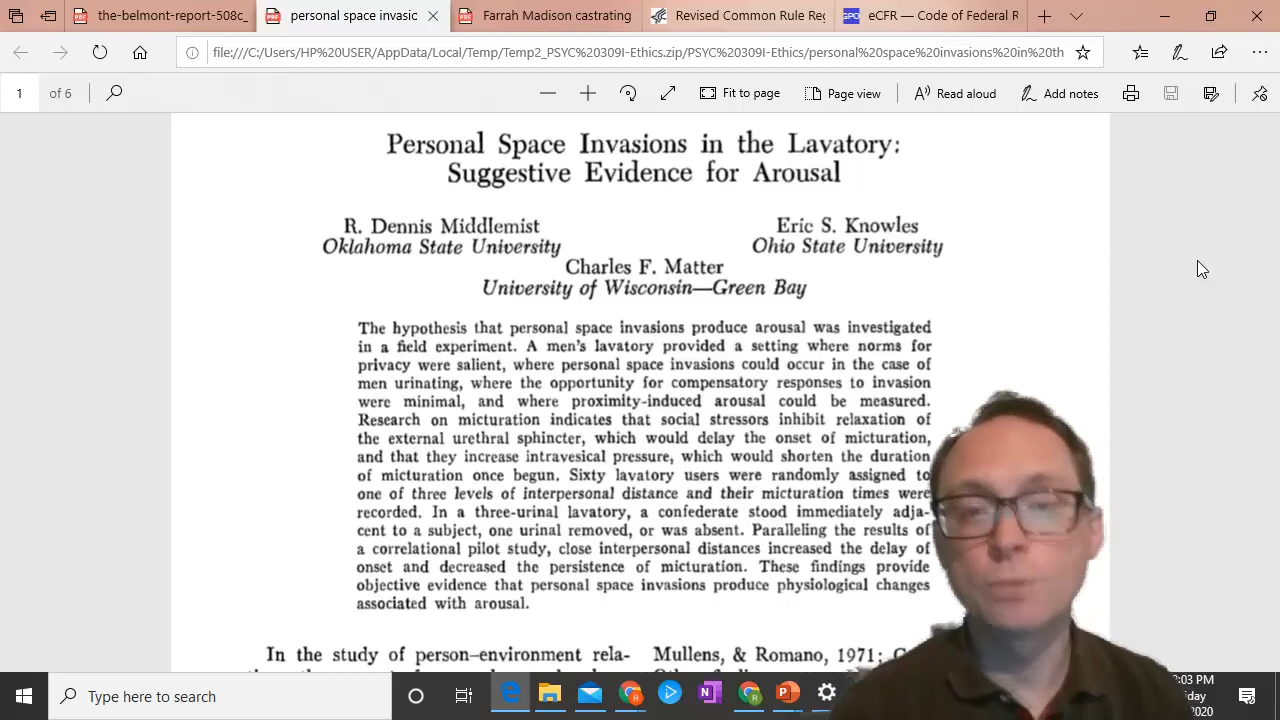 the-belmont-report-508c_
personal space invasic
Farrah Madison castrating
Revised Common Rule Reg
eCFR — Code of Federal R
file:///C:/Users/HP%20USER/AppData/Local/Temp/Temp2_PSYC%20309I-Ethics.zip/PSYC%20309I-Ethics/personal%20space%20invasions%20in%20th
1 of 6
Fit to page
Page view
Read aloud
Add notes
Personal Space Invasions in the Lavatory:
Suggestive Evidence for Arousal
R. Dennis Middlemist
Oklahoma State University
Eric S. Knowles
Ohio State University
Charles F. Matter
University of Wisconsin—Green Bay
The hypothesis that personal space invasions produce arousal was investigated
in a field experiment. A men's lavatory provided a setting where norms for
privacy were salient, where personal space invasions could occur in the case of
men urinating, where the opportunity for compensatory responses to invasion
were minimal, and where proximity-induced arousal could be measured.
Research on micturation indicates that social stressors inhibit relaxation of
the external urethral sphincter, which would delay the onset of micturation,
and that they increase intravesical pressure, which would shorten the duration
of micturation once begun. Sixty lavatory users were randomly assigned to
one of three levels of interpersonal distance and their micturation times were
recorded. In a three-urinal lavatory, a confederate stood immediately adja-
cent to a subject, one urinal removed, or was absent. Paralleling the results of
a correlational pilot study, close interpersonal distances increased the delay of
onset and decreased the persistence of micturation. These findings provide
objective evidence that personal space invasions produce physiological changes
associated with arousal.
In the study of person–environment rela-
Mullens, & Romano, 1971;
Type here to search
:03 PM
2020